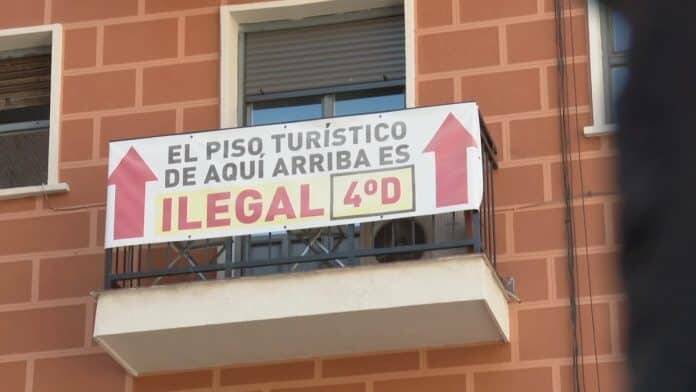 EL PISO TURÍSTICO
DE AQUÍ ARRIBA ES
ILEGAL 4ºD